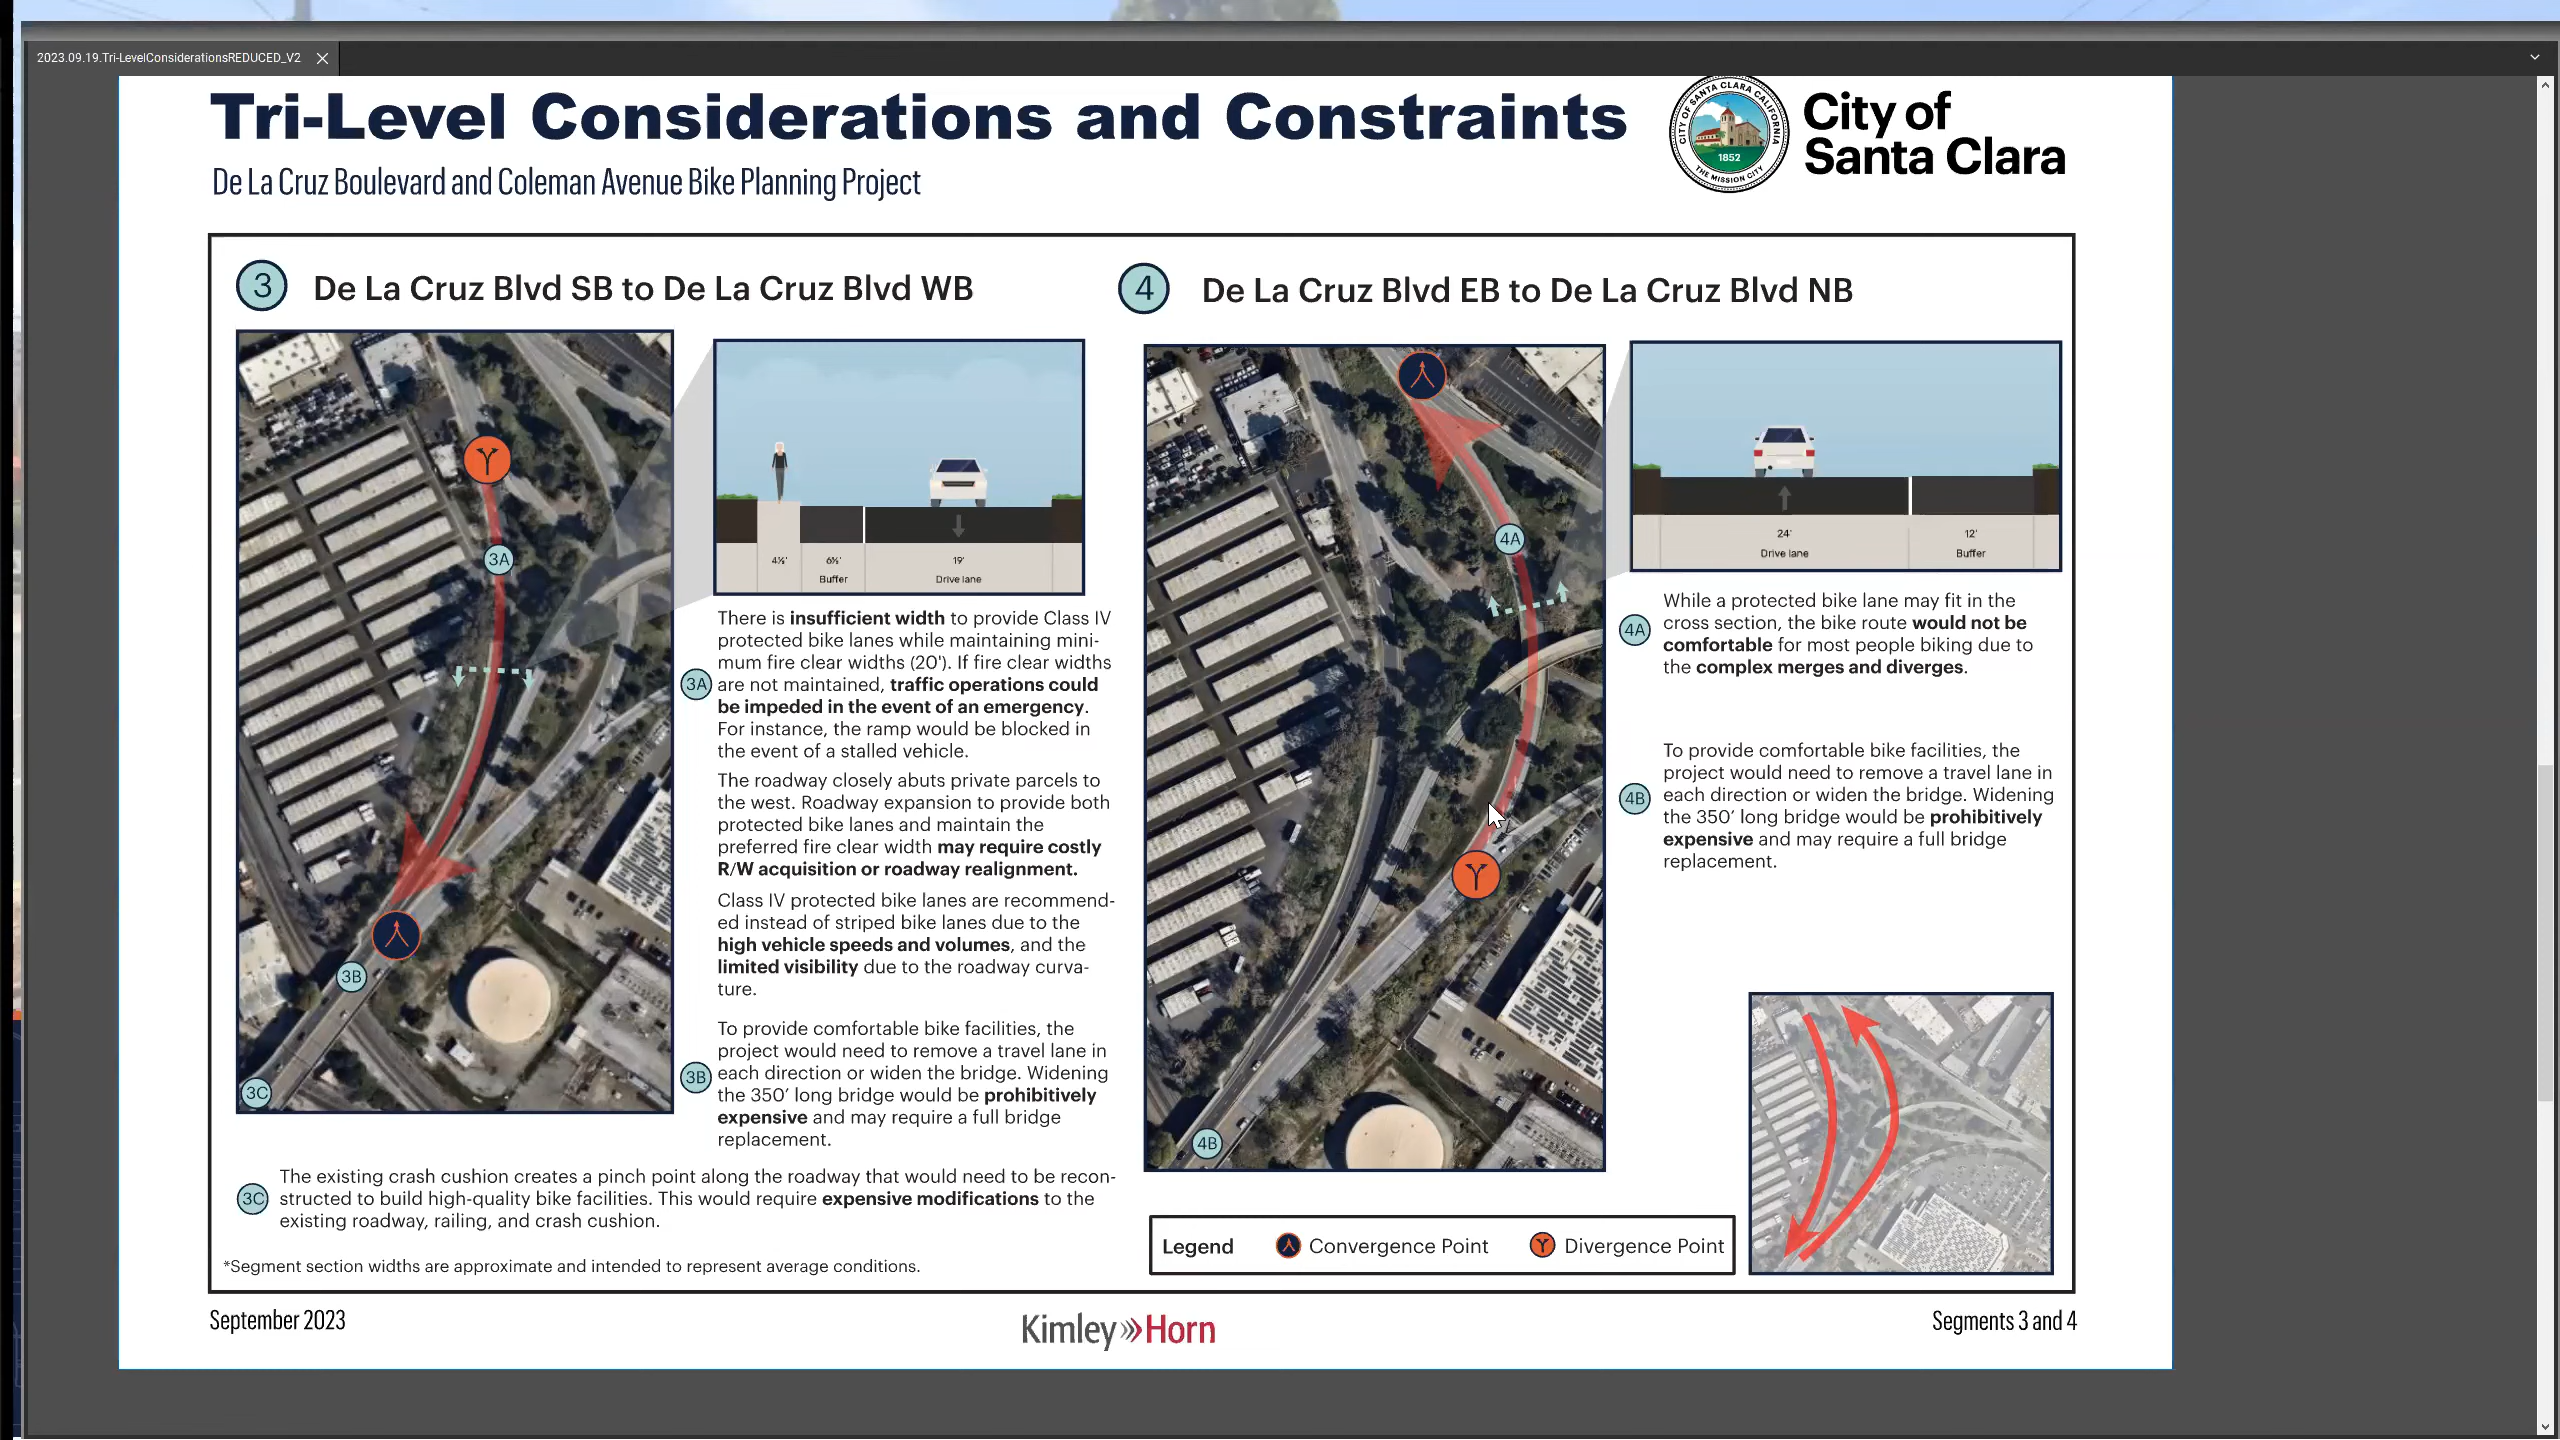 2023.09.19.Tri-LevelConsiderationsREDUCED_V2
Tri-Level Considerations and Constraints
De La Cruz Boulevard and Coleman Avenue Bike Planning Project
CITY OF SANTA CLARA CALIFORNIA
1852
THE MISSION CITY
City of
Santa Clara
3
De La Cruz Blvd SB to De La Cruz Blvd WB
3A
3B
3C
4½'
6½'
19'
Buffer
Drive lane
3A
There is insufficient width to provide Class IV
protected bike lanes while maintaining mini-
mum fire clear widths (20'). If fire clear widths
are not maintained, traffic operations could
be impeded in the event of an emergency.
For instance, the ramp would be blocked in
the event of a stalled vehicle.
The roadway closely abuts private parcels to
the west. Roadway expansion to provide both
protected bike lanes and maintain the
preferred fire clear width may require costly
R/W acquisition or roadway realignment.
Class IV protected bike lanes are recommend-
ed instead of striped bike lanes due to the
high vehicle speeds and volumes, and the
limited visibility due to the roadway curva-
ture.
3B
To provide comfortable bike facilities, the
project would need to remove a travel lane in
each direction or widen the bridge. Widening
the 350' long bridge would be prohibitively
expensive and may require a full bridge
replacement.
3C
The existing crash cushion creates a pinch point along the roadway that would need to be recon-
structed to build high-quality bike facilities. This would require expensive modifications to the
existing roadway, railing, and crash cushion.
*Segment section widths are approximate and intended to represent average conditions.
4
De La Cruz Blvd EB to De La Cruz Blvd NB
4A
4B
24'
12'
Drive lane
Buffer
4A
While a protected bike lane may fit in the
cross section, the bike route would not be
comfortable for most people biking due to
the complex merges and diverges.
4B
To provide comfortable bike facilities, the
project would need to remove a travel lane in
each direction or widen the bridge. Widening
the 350' long bridge would be prohibitively
expensive and may require a full bridge
replacement.
Legend
Convergence Point
Divergence Point
September 2023
Kimley»Horn
Segments 3 and 4